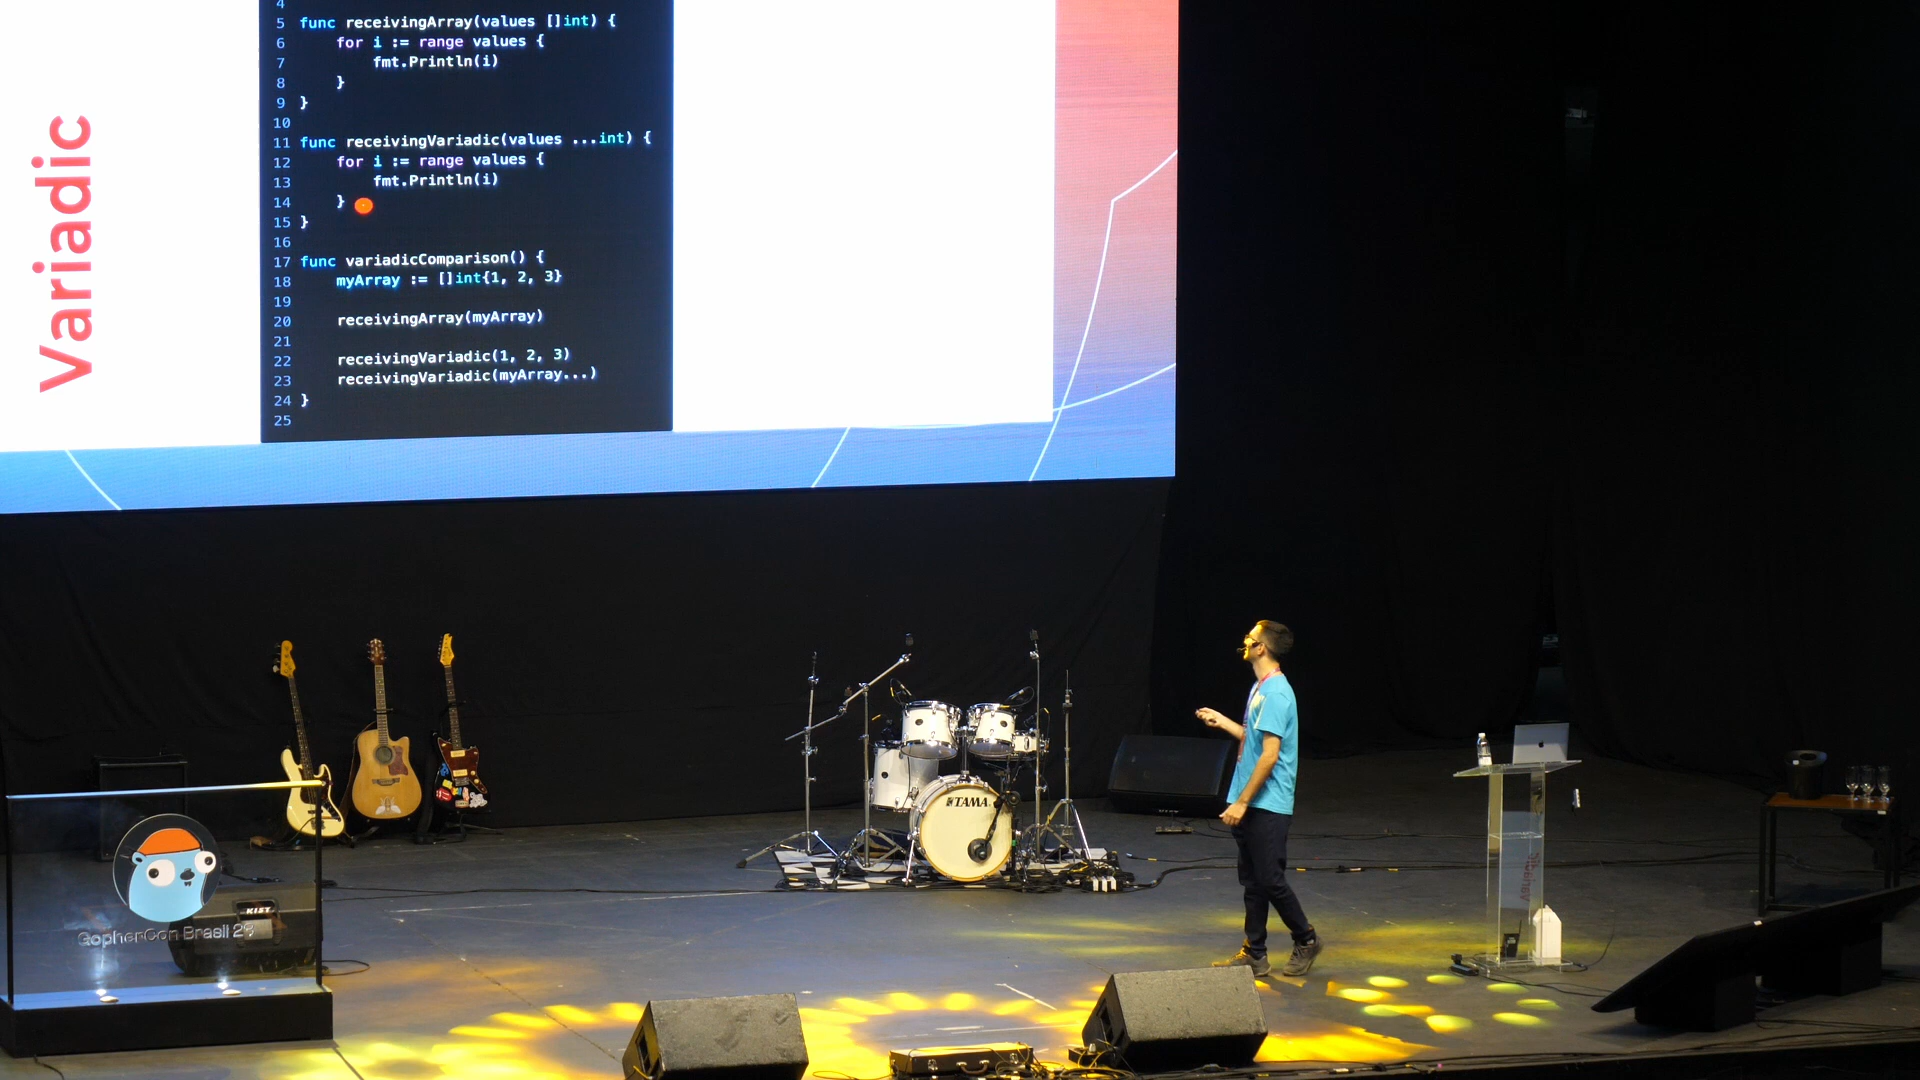 Variadic
4
5 func receivingArray(values []int) {
6 for i := range values {
7 fmt.Println(i)
8 }
9 }
10
11 func receivingVariadic(values ...int) {
12 for i := range values {
13 fmt.Println(i)
14 }
15 }
16
17 func variadicComparison() {
18 myArray := []int{1, 2, 3}
19
20 receivingArray(myArray)
21
22 receivingVariadic(1, 2, 3)
23 receivingVariadic(myArray...)
24 }
25
TAMA
KIST
GopherCon Brasil 23
Variadic